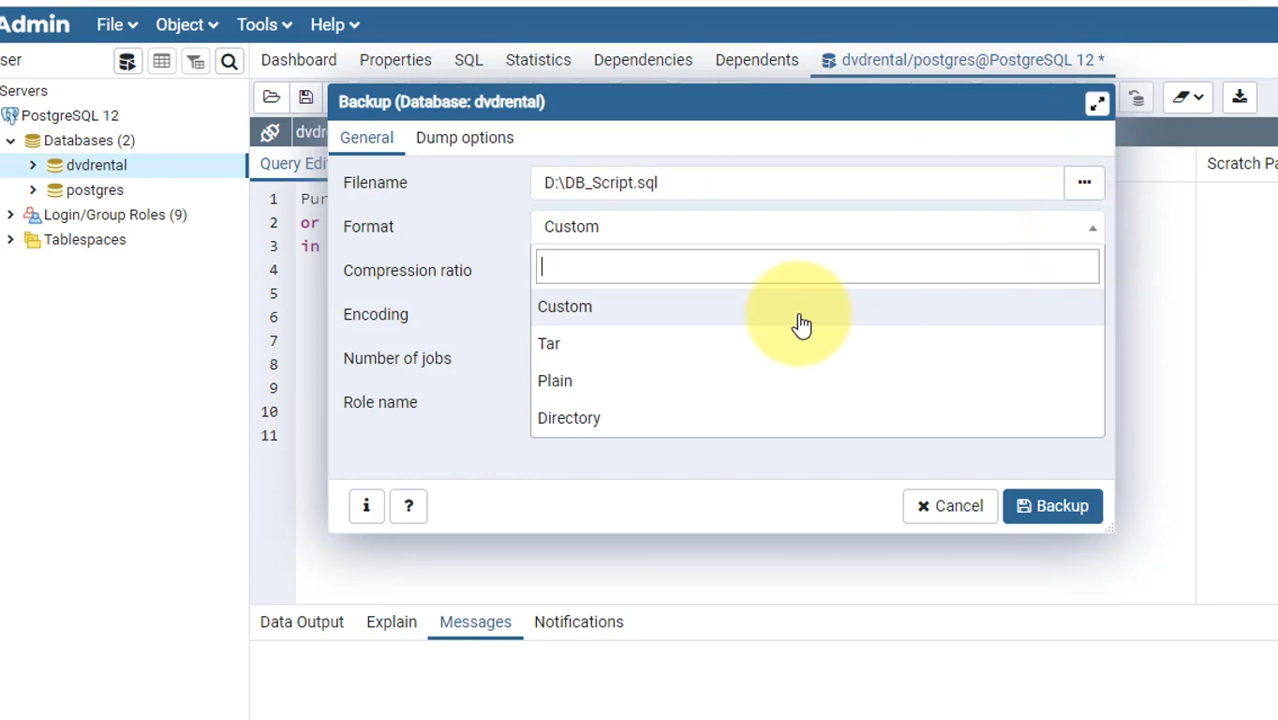 Admin File Object Tools Help
ser
Dashboard Properties SQL Statistics Dependencies Dependents dvdrental/postgres@PostgreSQL 12 *
Servers
PostgreSQL 12
Databases (2)
dvdrental
postgres
Login/Group Roles (9)
Tablespaces
dvdr
Query Edi
Scratch Pa
1 Pur
2 or
3 in
4
5
6
7
8
9
10
11
Backup (Database: dvdrental)
General Dump options
Filename D:\DB_Script.sql
Format Custom
Compression ratio
Encoding
Number of jobs
Role name
Custom
Tar
Plain
Directory
i ? Cancel Backup
Data Output Explain Messages Notifications